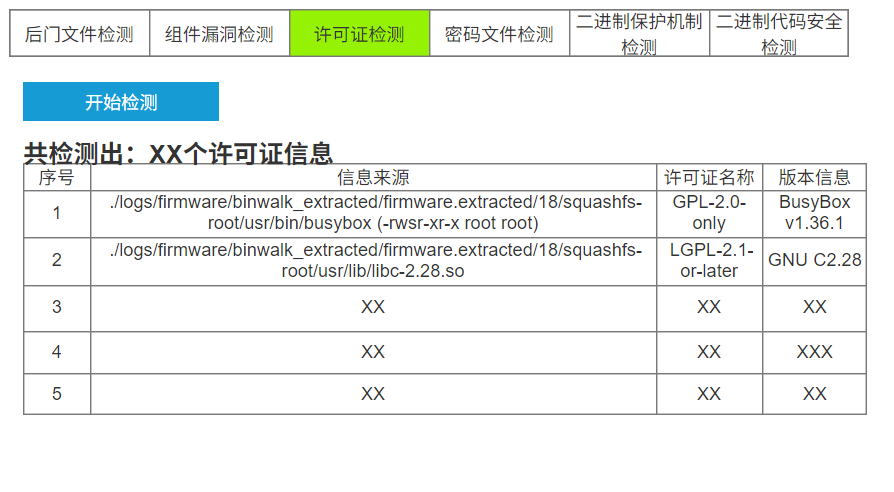 后门文件检测 组件漏洞检测 许可证检测 密码文件检测 二进制保护机制检测 二进制代码安全检测
开始检测
共检测出：XX个许可证信息
序号 信息来源 许可证名称 版本信息
1 ./logs/firmware/binwalk_extracted/firmware.extracted/18/squashfs- GPL-2.0- BusyBox
root/usr/bin/busybox (-rwsr-xr-x root root) only v1.36.1
2 ./logs/firmware/binwalk_extracted/firmware.extracted/18/squashfs- LGPL-2.1- GNU C2.28
root/usr/lib/libc-2.28.so or-later
3 XX XX XX
4 XX XX XXX
5 XX XX XX